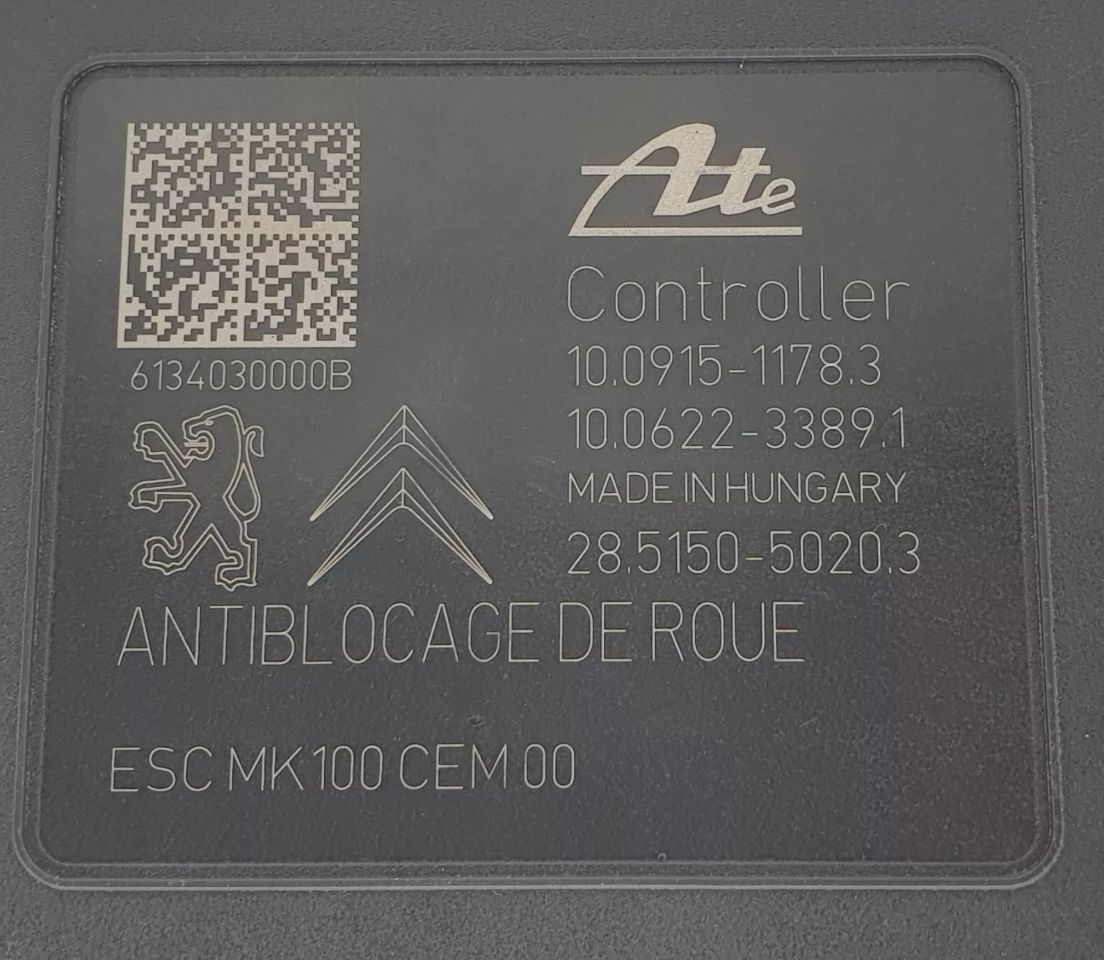 Ate
Controller
6134030000B
10.0915-1178.3
10.0622-3389.1
MADE IN HUNGARY
28.5150-5020.3
ANTIBLOCAGE DE ROUE
ESC MK100 CEM 00